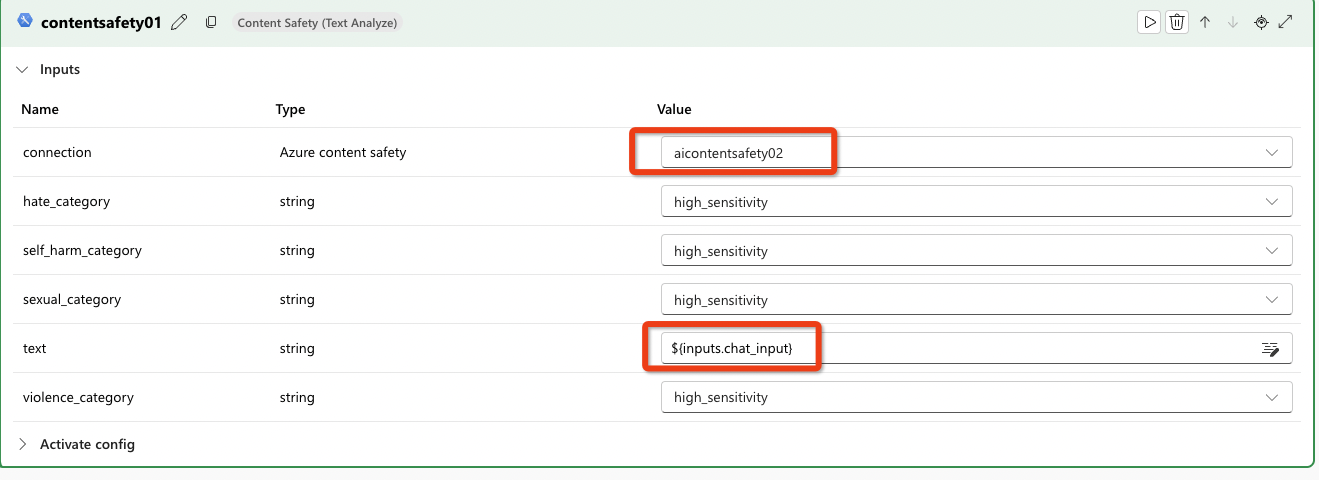 contentsafety01 Content Safety (Text Analyze)
Inputs
Name Type Value
connection Azure content safety aicontentsafety02
hate_category string high_sensitivity
self_harm_category string high_sensitivity
sexual_category string high_sensitivity
text string ${inputs.chat_input}
violence_category string high_sensitivity
Activate config